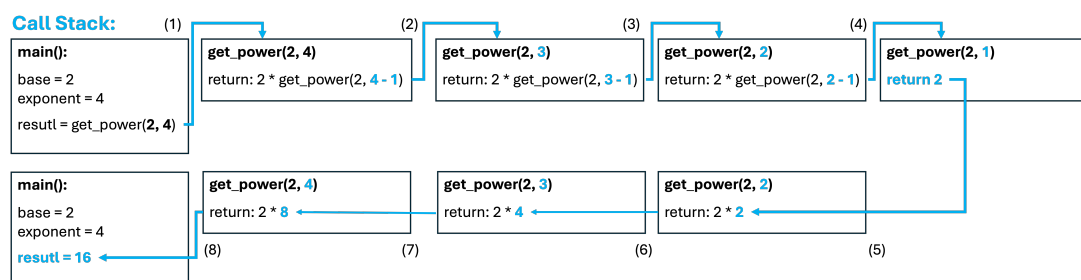 Call Stack:
(1)
(2)
(3)
(4)
main():
base = 2
exponent = 4
resutl = get_power(2, 4)
get_power(2, 4)
return: 2 * get_power(2, 4 - 1)
get_power(2, 3)
return: 2 * get_power(2, 3 - 1)
get_power(2, 2)
return: 2 * get_power(2, 2 - 1)
get_power(2, 1)
return 2
main():
base = 2
exponent = 4
resutl = 16
get_power(2, 4)
return: 2 * 8
get_power(2, 3)
return: 2 * 4
get_power(2, 2)
return: 2 * 2
(8)
(7)
(6)
(5)